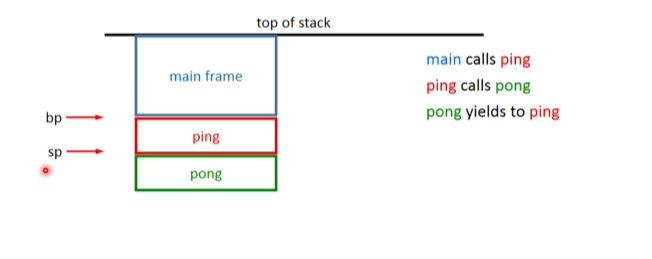 top of stack
main frame
main calls ping
ping calls pong
bp
pong yields to ping
ping
sp
pong